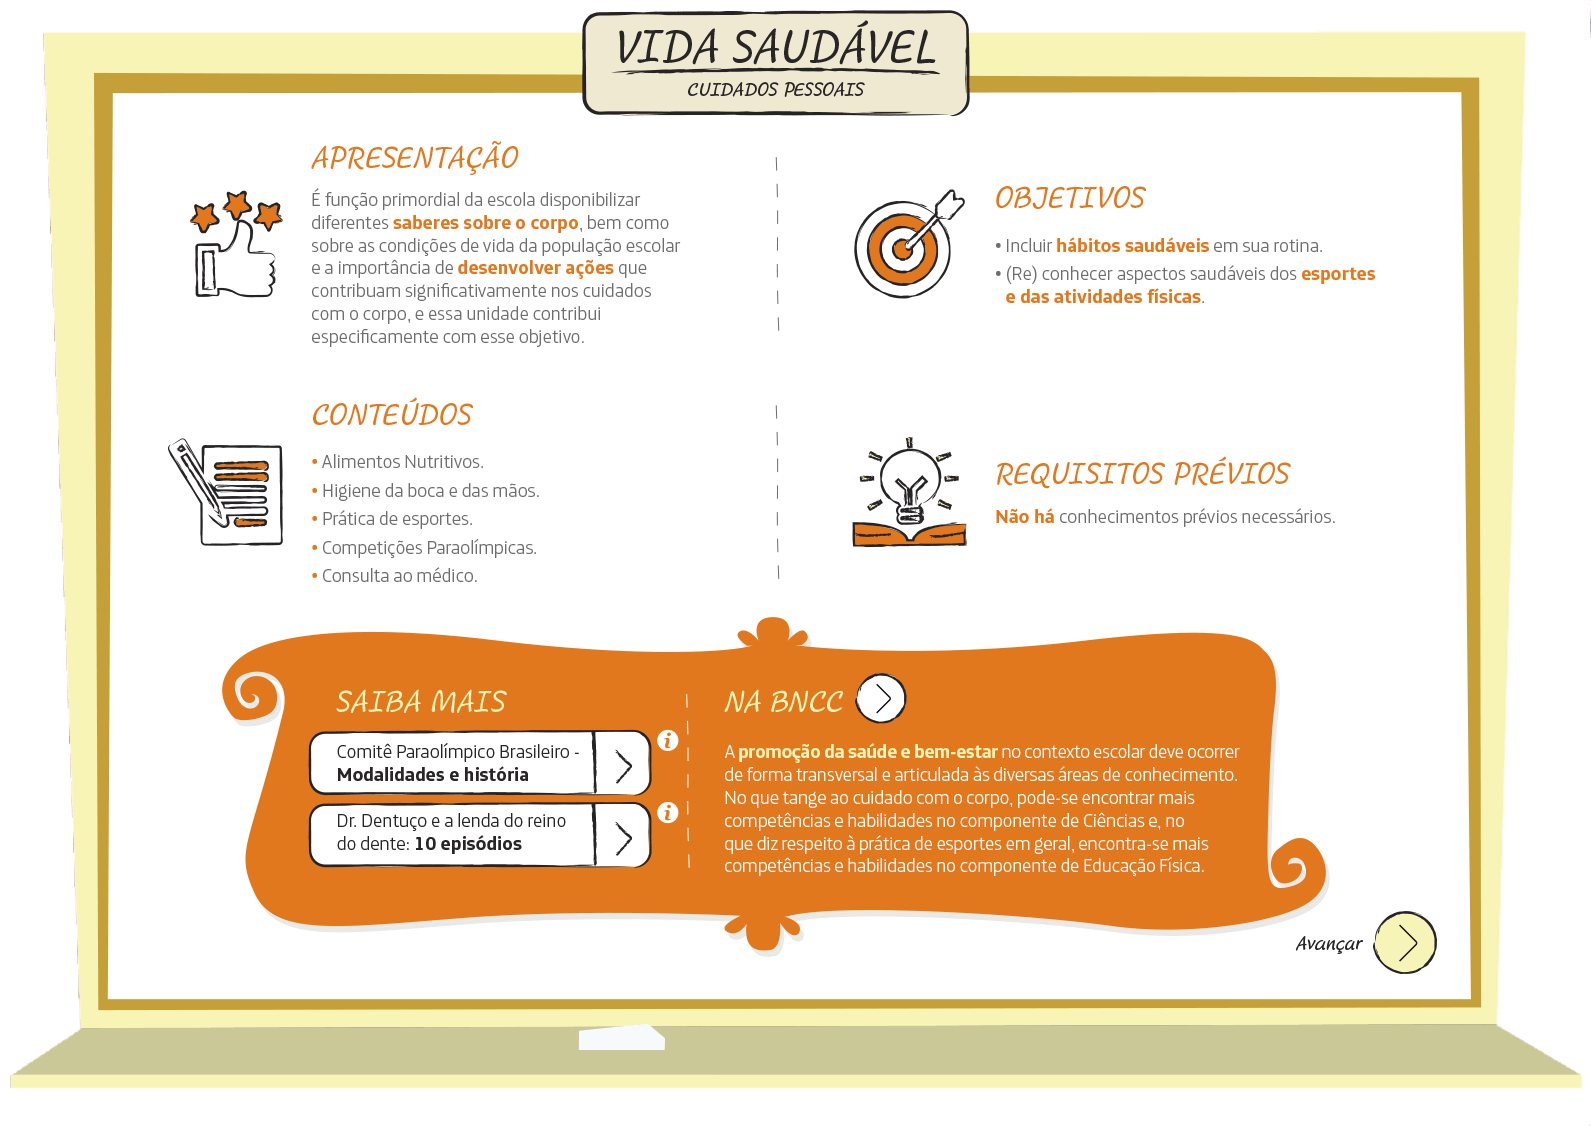 VIDA SAUDÁVEL
CUIDADOS PESSOAIS
APRESENTAÇÃO
É função primordial da escola disponibilizar
diferentes saberes sobre o corpo, bem como
sobre as condições de vida da população escolar
e a importância de desenvolver ações que
contribuam significativamente nos cuidados
com o corpo, e essa unidade contribui
especificamente com esse objetivo.
OBJETIVOS
• Incluir hábitos saudáveis em sua rotina.
• (Re) conhecer aspectos saudáveis dos esportes
e das atividades físicas.
CONTEÚDOS
• Alimentos Nutritivos.
• Higiene da boca e das mãos.
• Prática de esportes.
• Competições Paraolímpicas.
• Consulta ao médico.
REQUISITOS PRÉVIOS
Não há conhecimentos prévios necessários.
SAIBA MAIS
Comitê Paraolímpico Brasileiro -
Modalidades e história
i
Dr. Dentuço e a lenda do reino
do dente: 10 episódios
i
NA BNCC
A promoção da saúde e bem-estar no contexto escolar deve ocorrer
de forma transversal e articulada às diversas áreas de conhecimento.
No que tange ao cuidado com o corpo, pode-se encontrar mais
competências e habilidades no componente de Ciências e, no
que diz respeito à prática de esportes em geral, encontra-se mais
competências e habilidades no componente de Educação Física.
Avançar